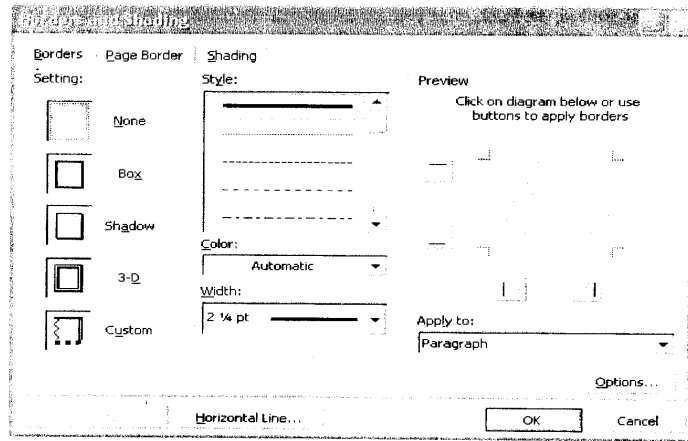 Borders and Shading
Borders Page Border Shading
Setting:
None
Box
Shadow
3-D
Custom
Style:
Color:
Automatic
Width:
2 ¼ pt
Preview
Click on diagram below or use
buttons to apply borders
Apply to:
Paragraph
Options...
Horizontal Line...
OK
Cancel